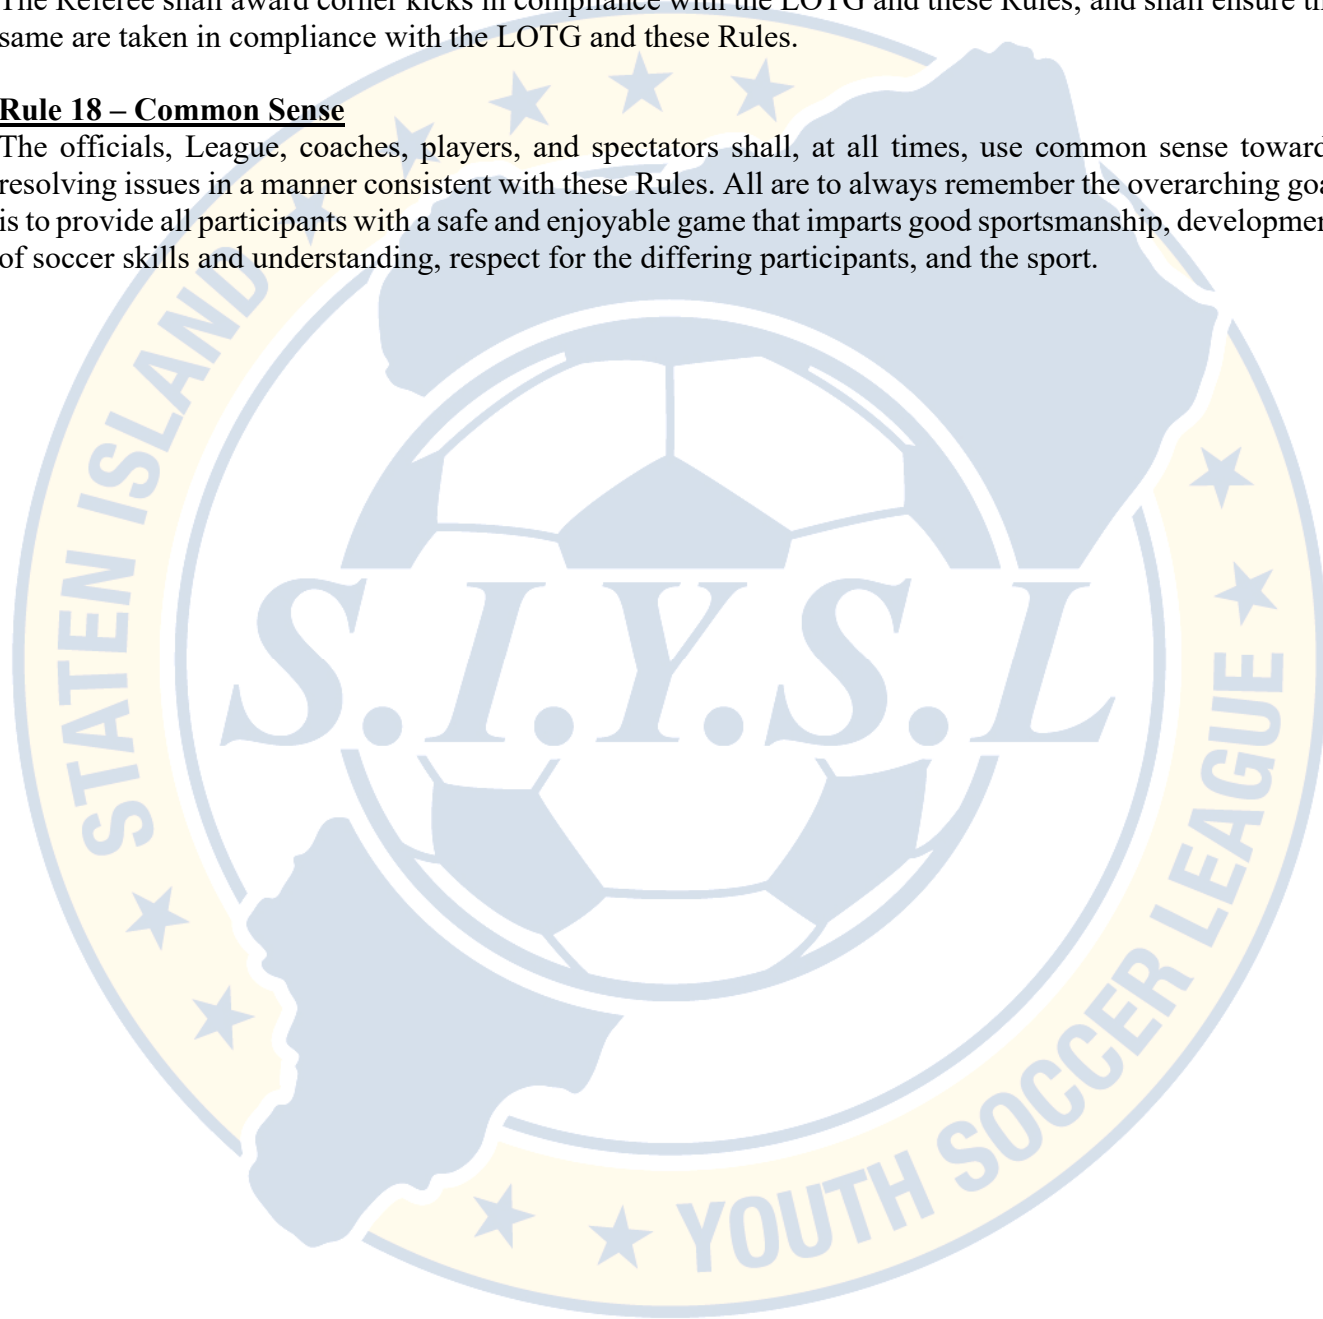 The Referee shall award corner kicks in compliance with the LOTG and these Rules, and shall ensure th
same are taken in compliance with the LOTG and these Rules.
Rule 18 – Common Sense
The officials, League, coaches, players, and spectators shall, at all times, use common sense toward
resolving issues in a manner consistent with these Rules. All are to always remember the overarching goa
is to provide all participants with a safe and enjoyable game that imparts good sportsmanship, developmen
of soccer skills and understanding, respect for the differing participants, and the sport.
STATEN ISLAND
S.I.Y.S.L
YOUTH SOCCER LEAGUE